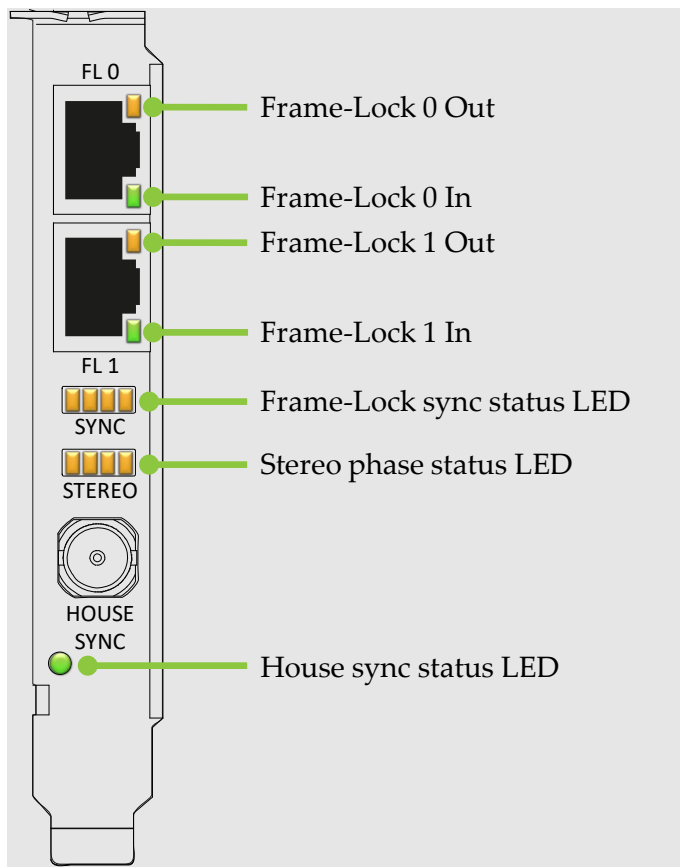 FL 0
Frame-Lock 0 Out
Frame-Lock 0 In
Frame-Lock 1 Out
Frame-Lock 1 In
FL 1
Frame-Lock sync status LED
SYNC
Stereo phase status LED
STEREO
HOUSE
SYNC
House sync status LED